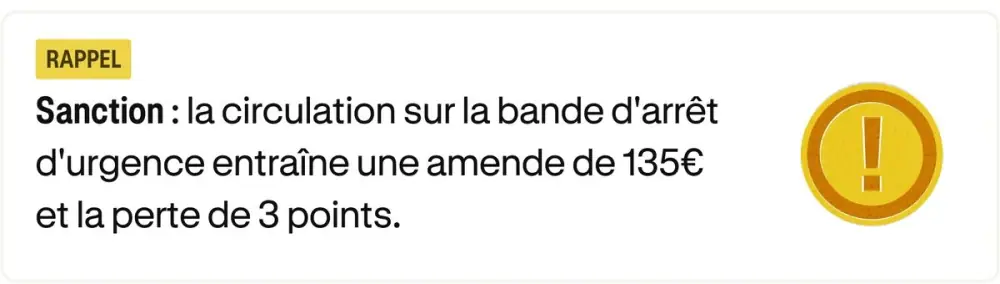 RAPPEL
Sanction : la circulation sur la bande d'arrêt
d'urgence entraîne une amende de 135€
et la perte de 3 points.
!